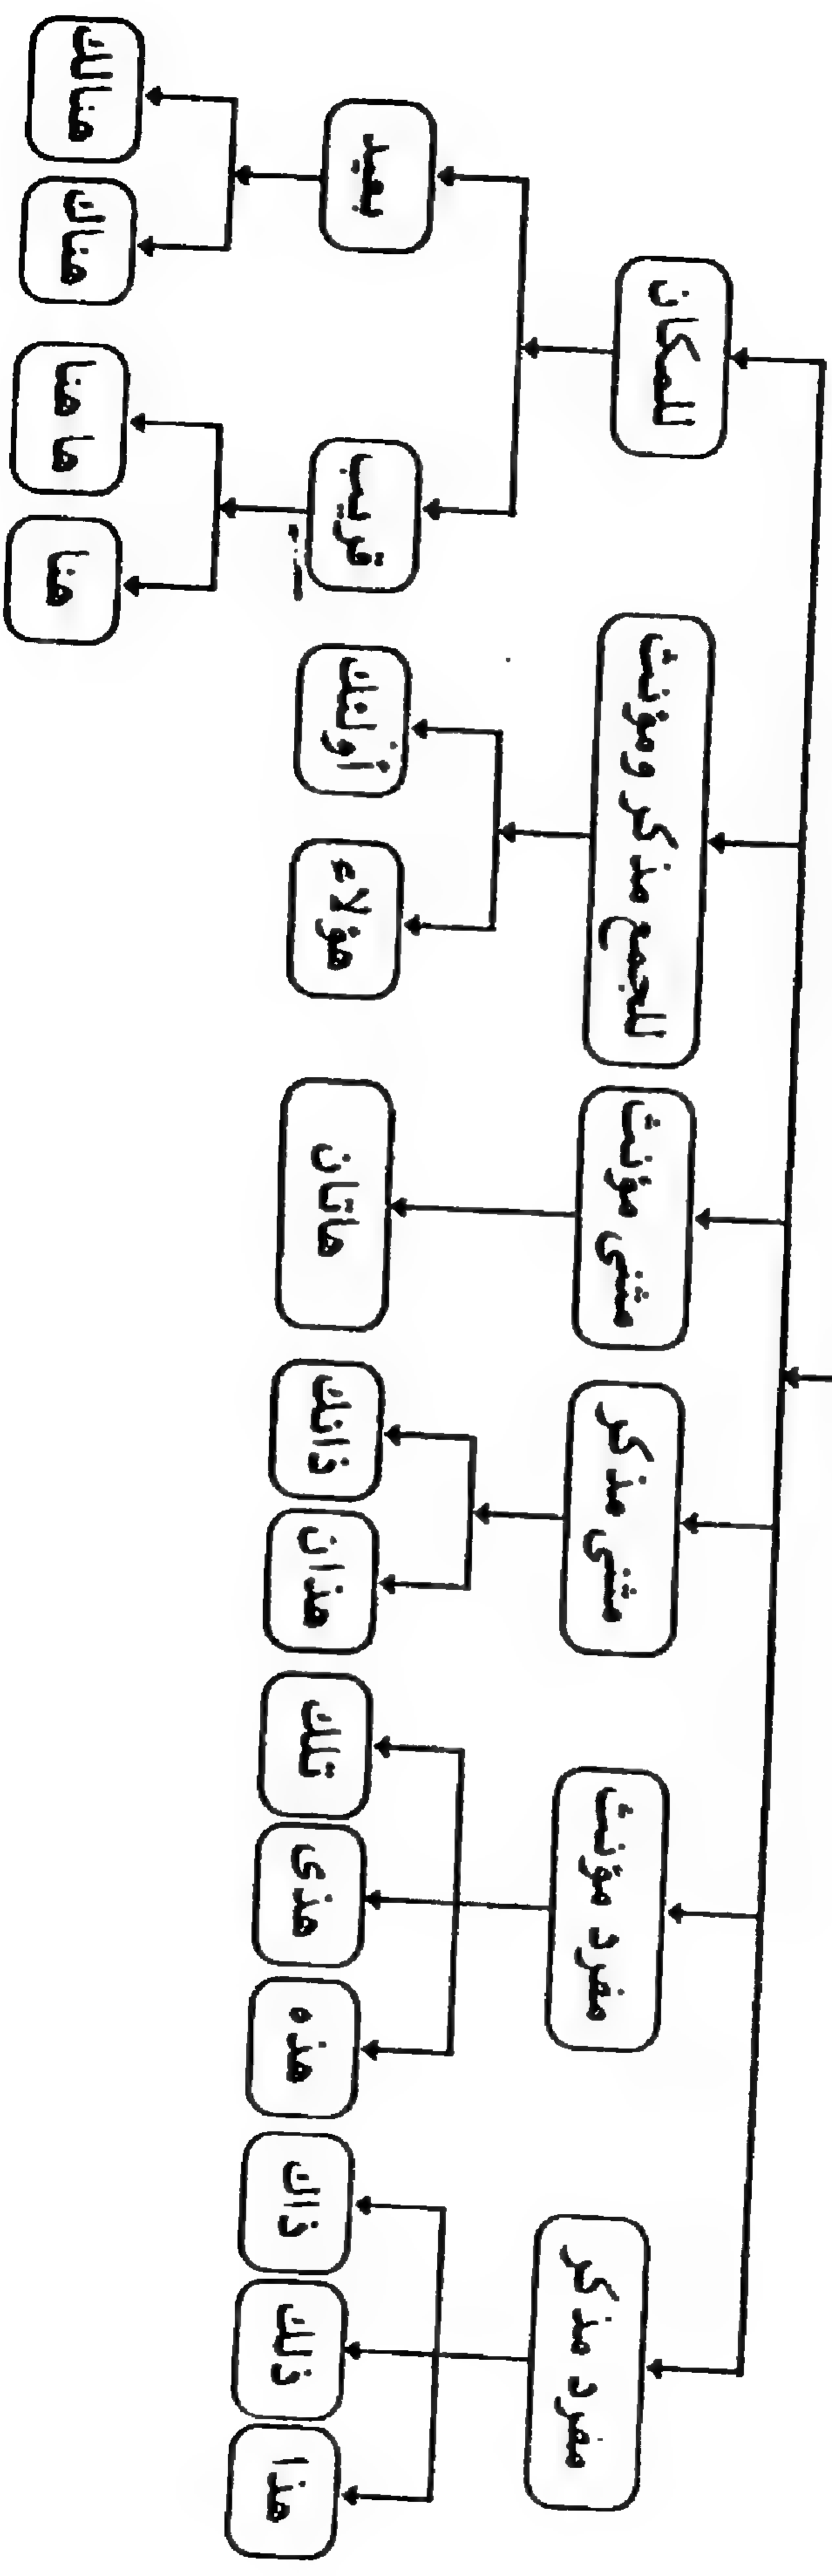 مفرد مذكر
مفرد مؤنث
مثنى مذكر
مثنى مؤنث
للجمع مذكر ومؤنث
للمكان
هذا
ذلك
ذاك
هذه
هذى
تلك
هذان
ذانك
هاتان
هؤلاء
أولئك
قريب
بعيد
هنا
ها هنا
هناك
هنالك